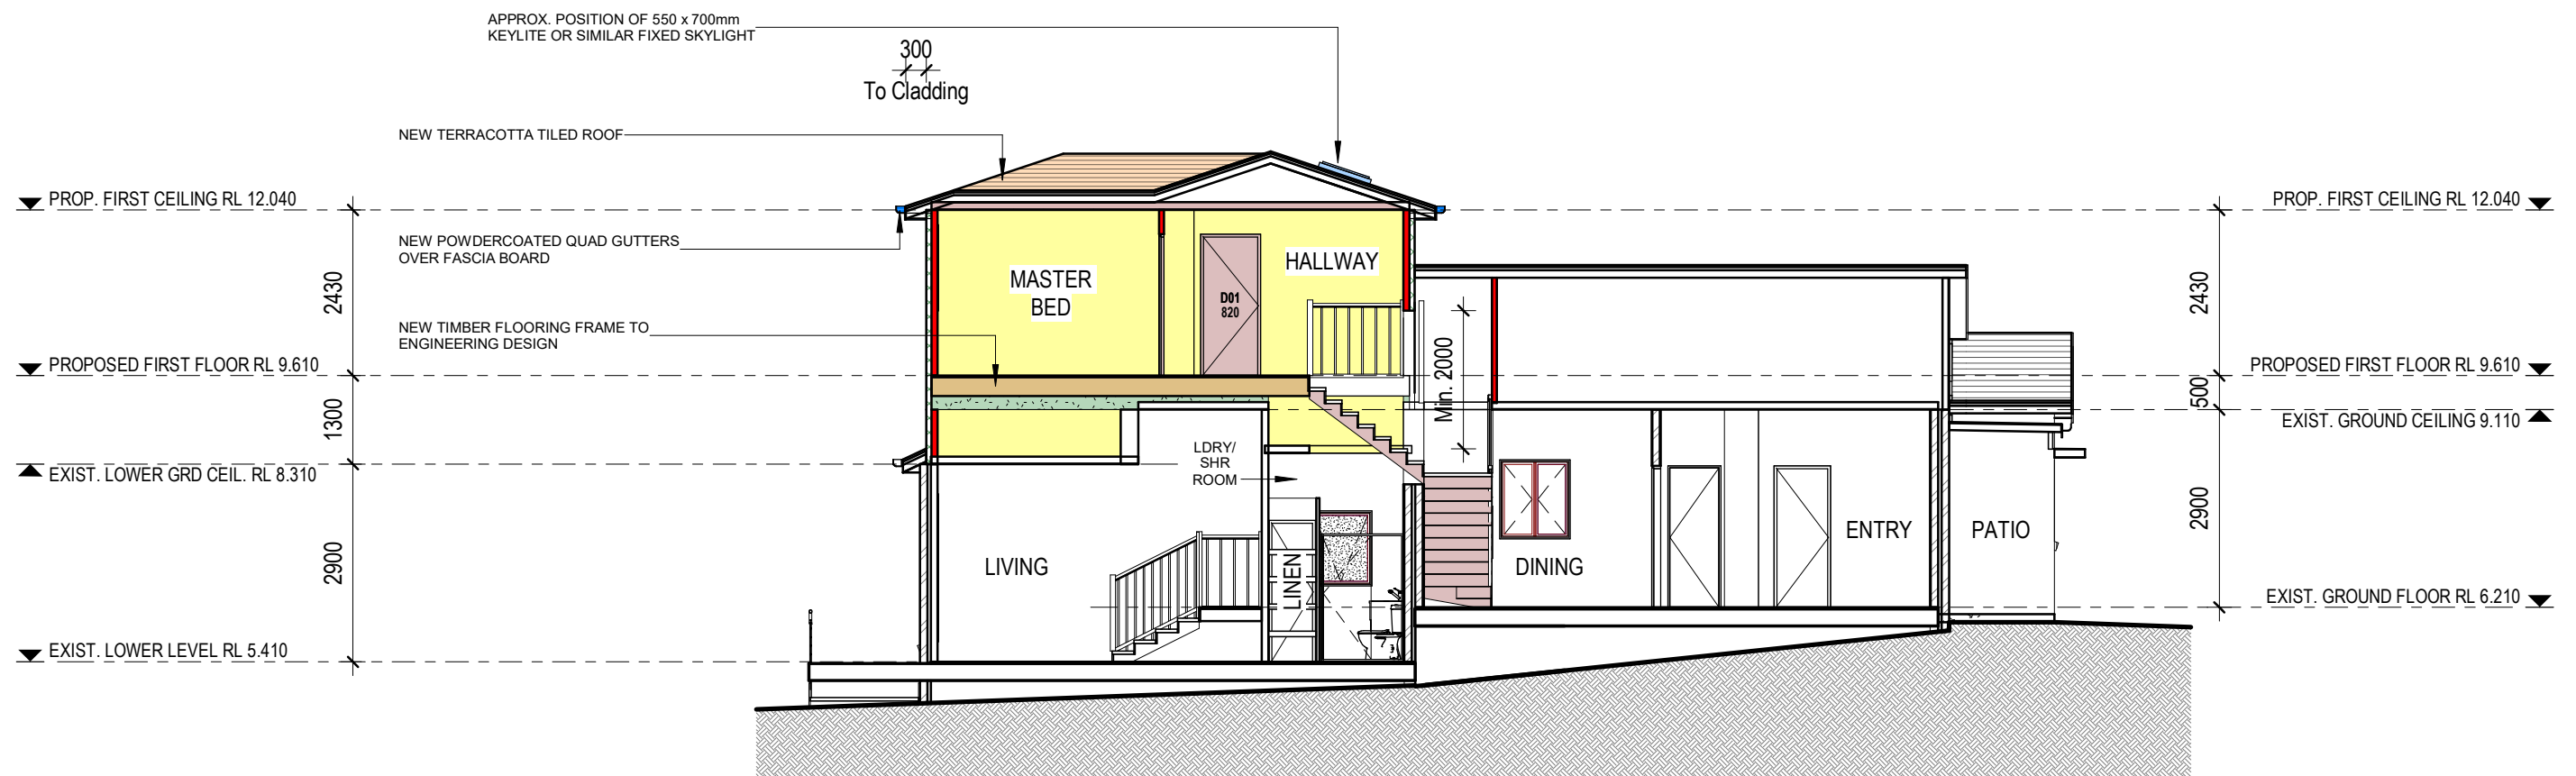 APPROX. POSITION OF 550 x 700mm
KEYLITE OR SIMILAR FIXED SKYLIGHT
300
To Cladding
NEW TERRACOTTA TILED ROOF
PROP. FIRST CEILING RL 12.040
PROP. FIRST CEILING RL 12.040
NEW POWDERCOATED QUAD GUTTERS
OVER FASCIA BOARD
2430
MASTER
BED
HALLWAY
D01
820
2430
NEW TIMBER FLOORING FRAME TO
ENGINEERING DESIGN
PROPOSED FIRST FLOOR RL 9.610
PROPOSED FIRST FLOOR RL 9.610
Min. 2000
500
1300
EXIST. GROUND CEILING 9.110
LDRY/
SHR
ROOM
EXIST. LOWER GRD CEIL. RL 8.310
2900
LIVING
LINEN
DINING
ENTRY
PATIO
2900
EXIST. GROUND FLOOR RL 6.210
EXIST. LOWER LEVEL RL 5.410